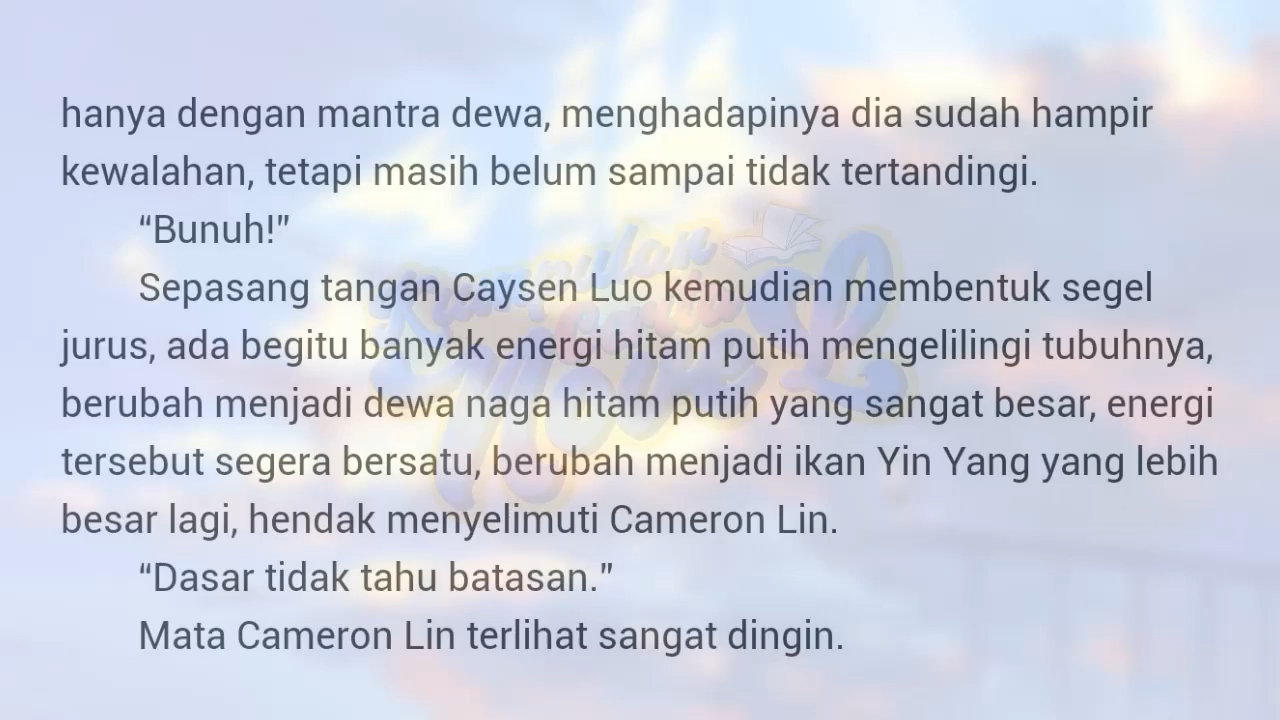 hanya dengan mantra dewa, menghadapinya dia sudah hampir
kewalahan, tetapi masih belum sampai tidak tertandingi.
“Bunuh!”
Sepasang tangan Caysen Luo kemudian membentuk segel
jurus, ada begitu banyak energi hitam putih mengelilingi tubuhnya,
berubah menjadi dewa naga hitam putih yang sangat besar, energi
tersebut segera bersatu, berubah menjadi ikan Yin Yang yang lebih
besar lagi, hendak menyelimuti Cameron Lin.
“Dasar tidak tahu batasan.”
Mata Cameron Lin terlihat sangat dingin.
Kumpulan